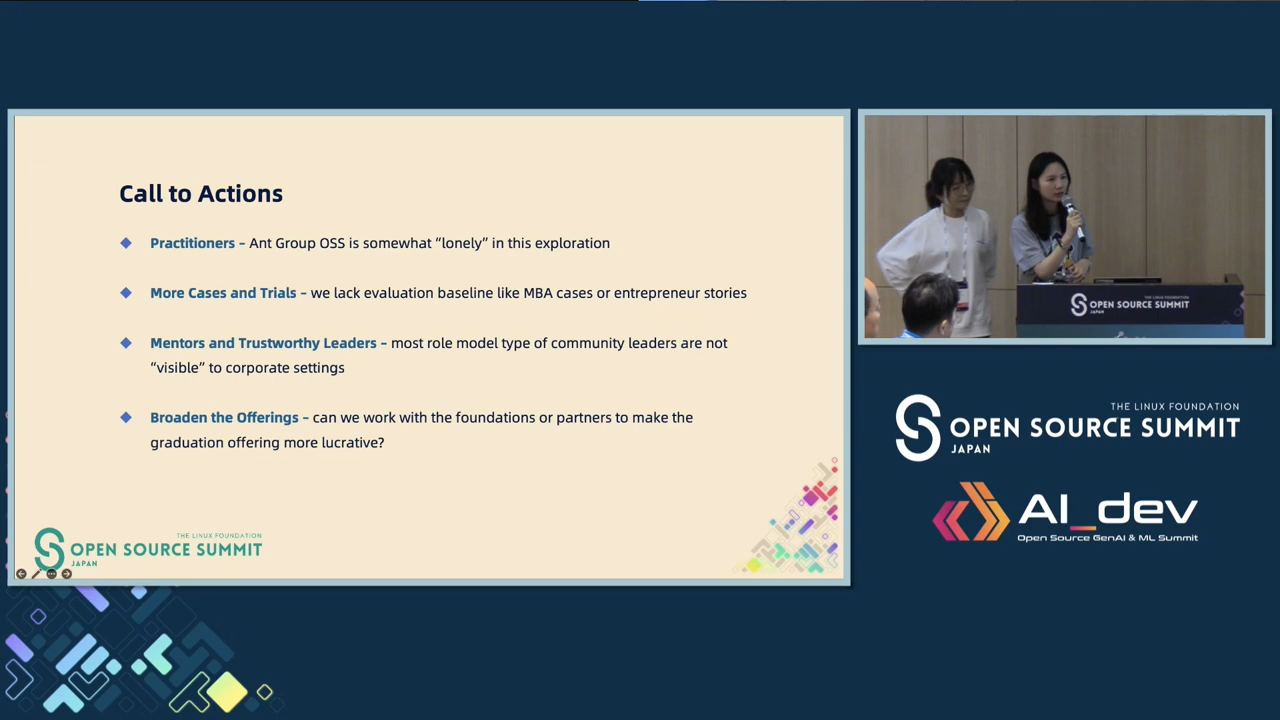 Call to Actions
Practitioners – Ant Group OSS is somewhat “lonely” in this exploration
More Cases and Trials – we lack evaluation baseline like MBA cases or entrepreneur stories
Mentors and Trustworthy Leaders – most role model type of community leaders are not
“visible” to corporate settings
Broaden the Offerings – can we work with the foundations or partners to make the
graduation offering more lucrative?
THE LINUX FOUNDATION
OPEN SOURCE SUMMIT
JAPAN
THE LINUX FOUNDATION
OPEN SOURCE SUMMIT
JAPAN
THE LINUX FOUNDATION
OPEN SOURCE SUMMIT
JAPAN
AI_dev
Open Source GenAI & ML Summit